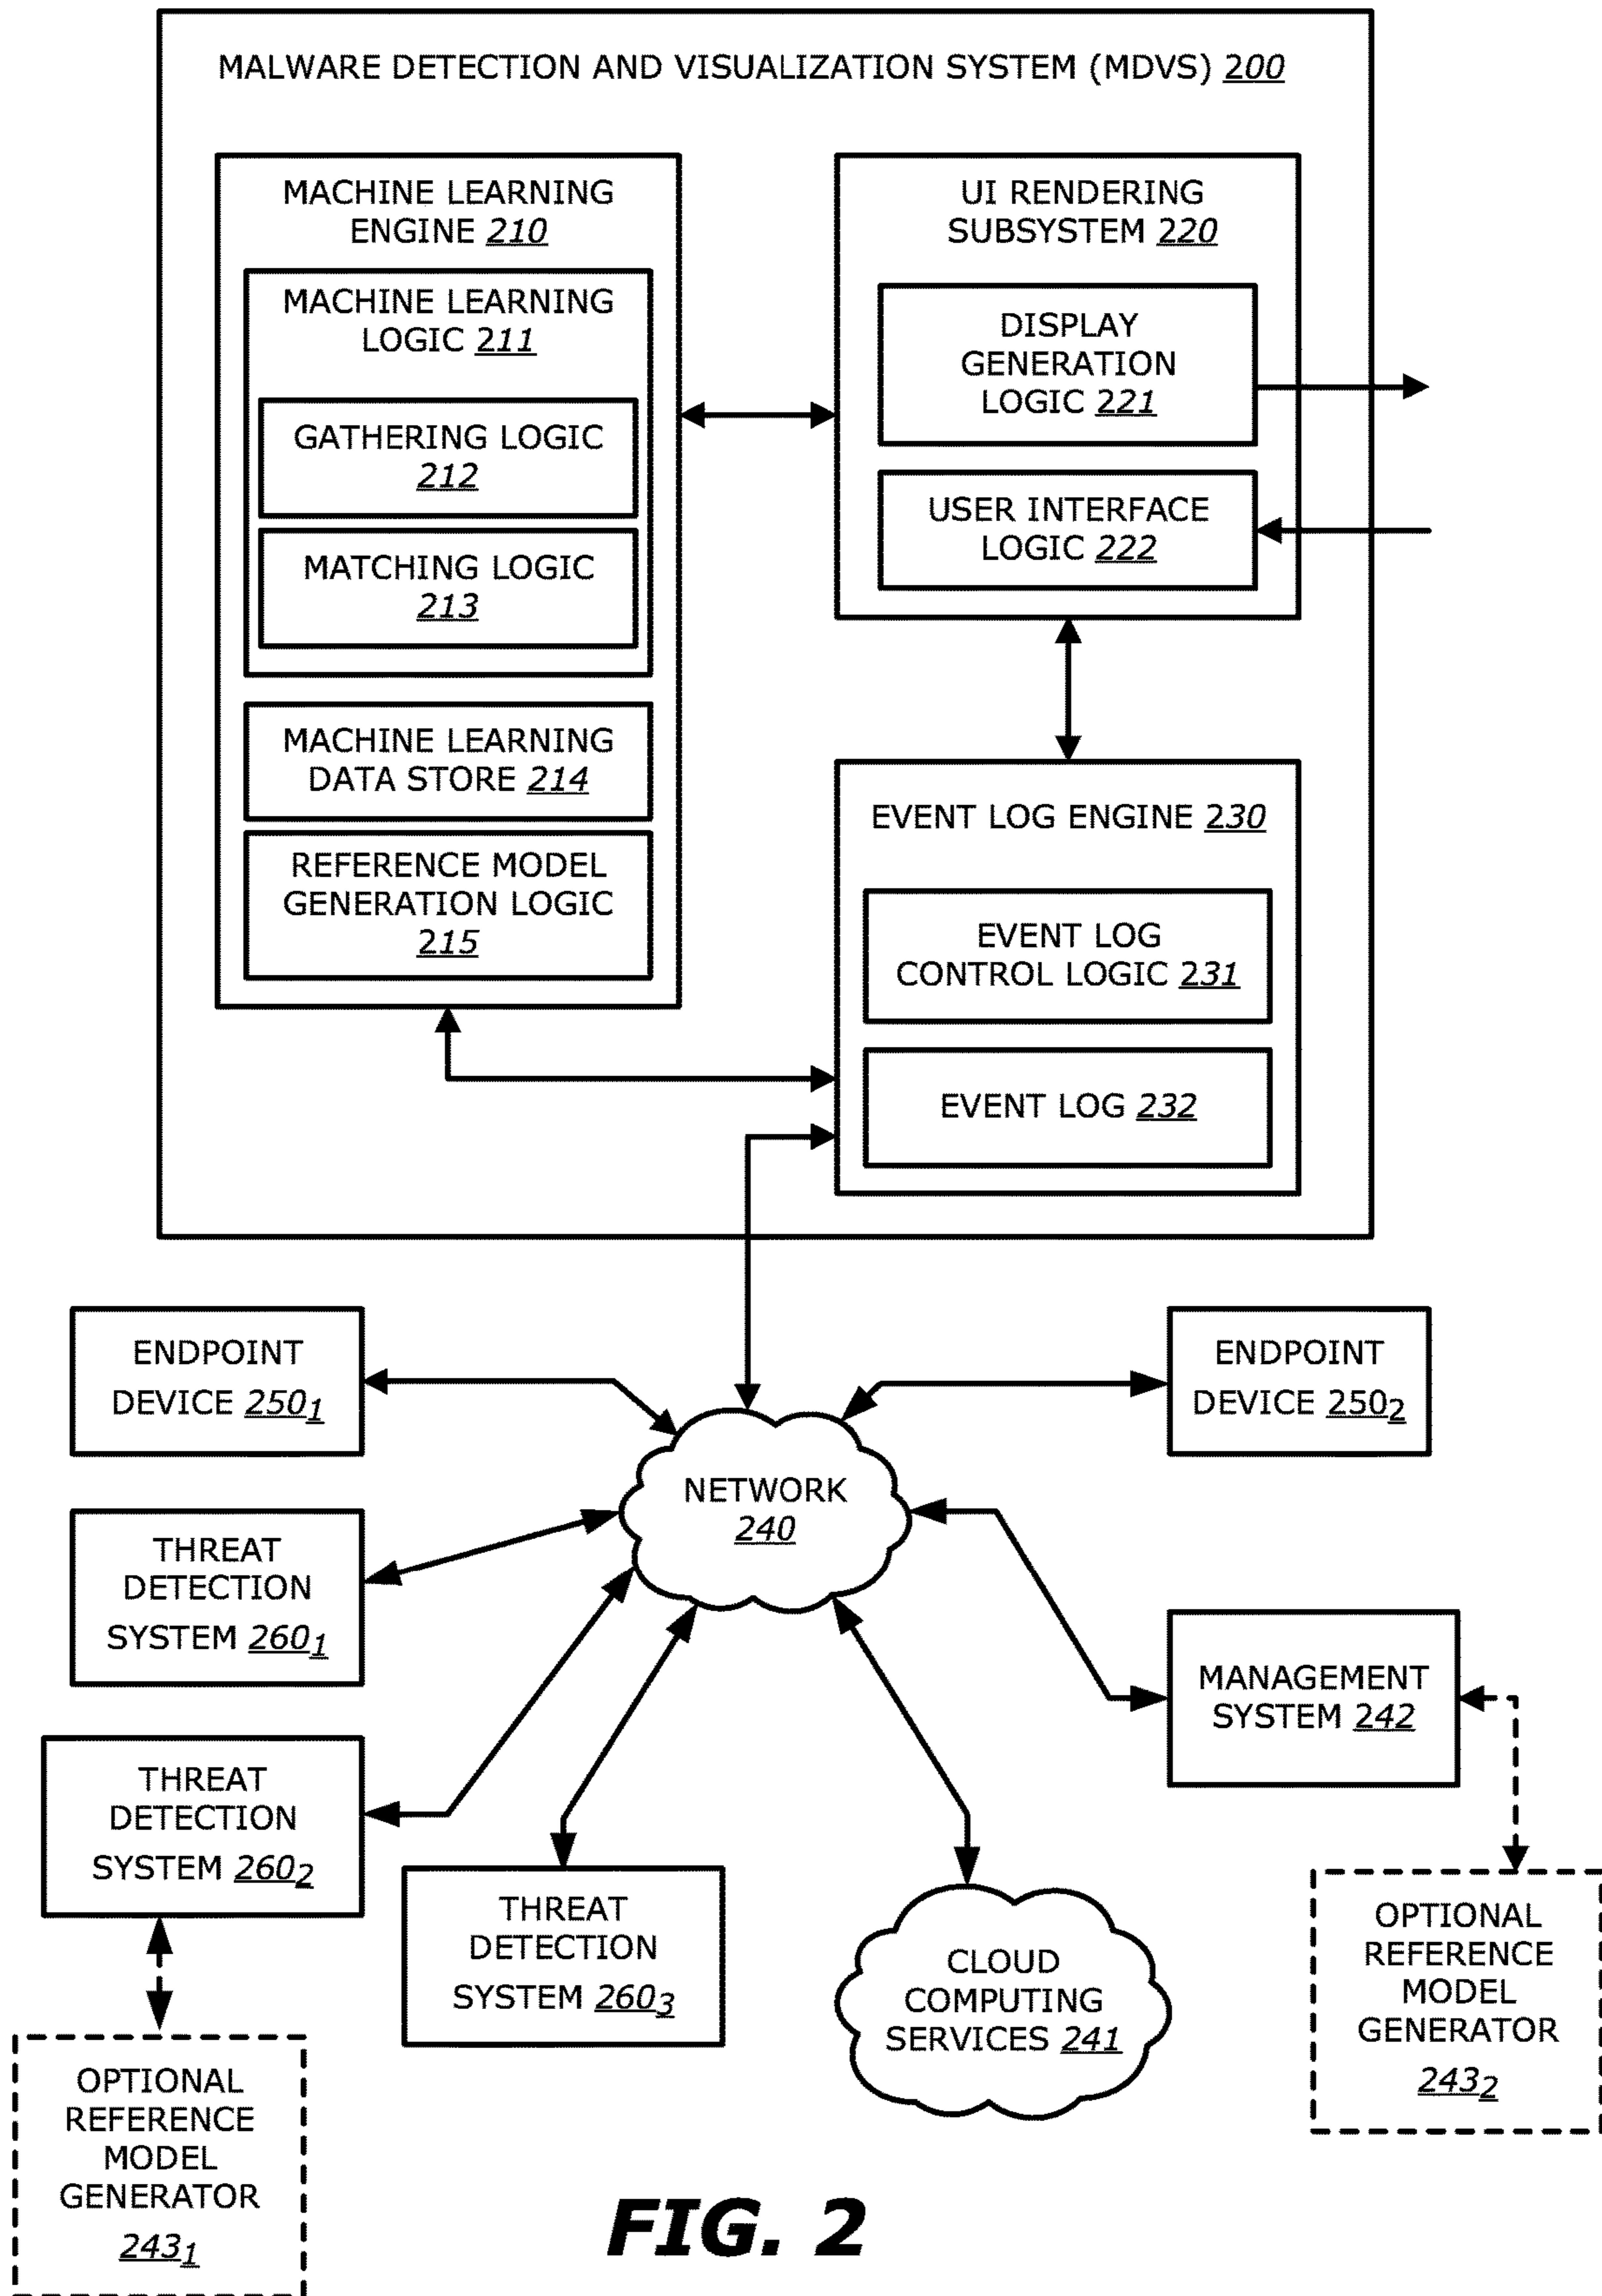 MALWARE DETECTION AND VISUALIZATION SYSTEM (MDVS) 200
MACHINE LEARNING
ENGINE 210
MACHINE LEARNING
LOGIC 211
GATHERING LOGIC
212
MATCHING LOGIC
213
MACHINE LEARNING
DATA STORE 214
REFERENCE MODEL
GENERATION LOGIC
215
UI RENDERING
SUBSYSTEM 220
DISPLAY
GENERATION
LOGIC 221
USER INTERFACE
LOGIC 222
EVENT LOG ENGINE 230
EVENT LOG
CONTROL LOGIC 231
EVENT LOG 232
ENDPOINT
DEVICE 250₁
ENDPOINT
DEVICE 250₂
NETWORK
240
THREAT
DETECTION
SYSTEM 260₁
MANAGEMENT
SYSTEM 242
THREAT
DETECTION
SYSTEM 260₂
THREAT
DETECTION
SYSTEM 260₃
CLOUD
COMPUTING
SERVICES 241
OPTIONAL
REFERENCE
MODEL
GENERATOR
243₂
OPTIONAL
REFERENCE
MODEL
GENERATOR
243₁
FIG. 2